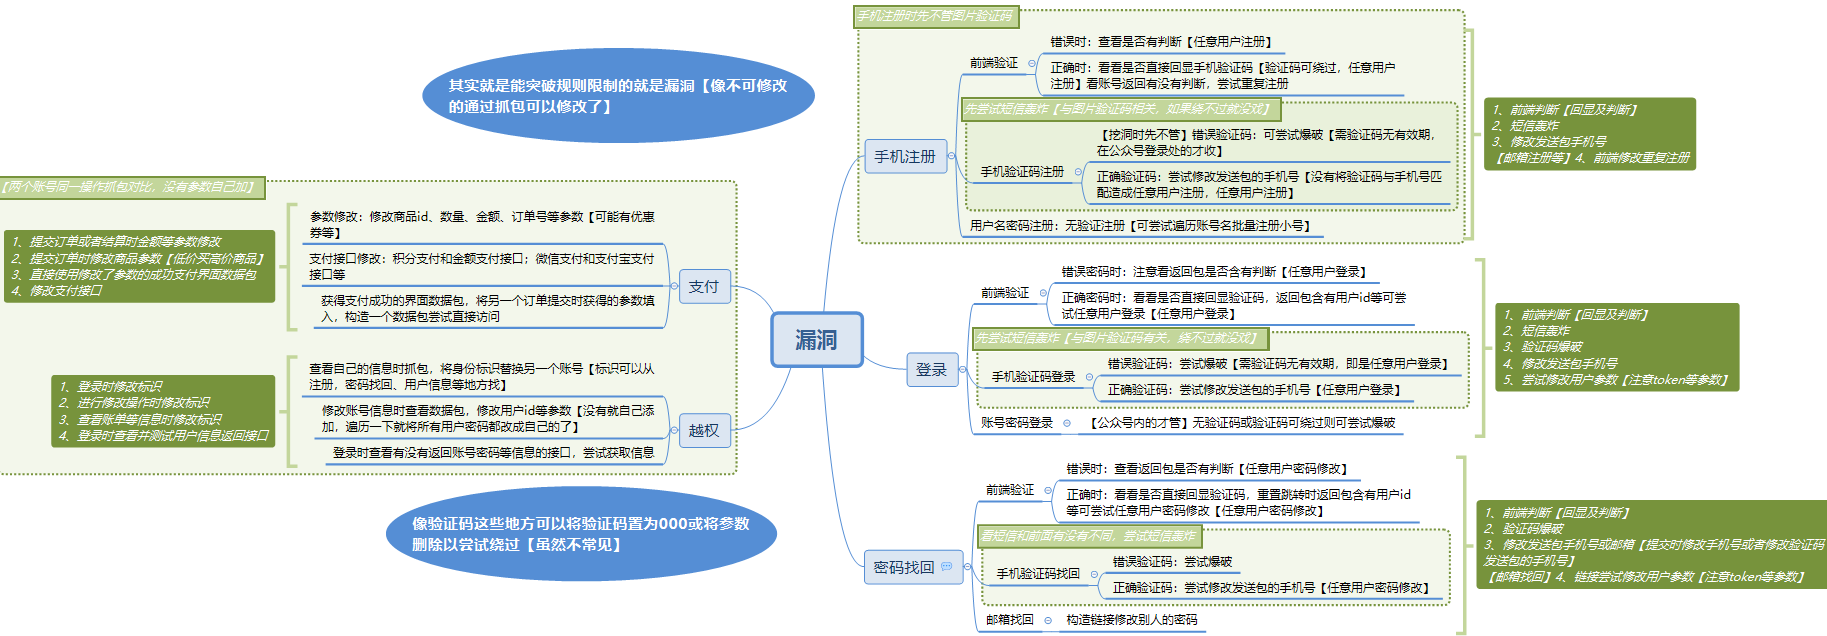 手机注册时先不管图片验证码
错误时：查看是否有判断【任意用户注册】
前端验证
正确时：看看是否直接回显手机验证码【验证码可绕过，任意用户
注册】看账号返回有没有判断，尝试重复注册
先尝试短信轰炸【与图片验证码相关，如果绕不过就没戏】
【挖洞时先不管】错误验证码：可尝试爆破【需验证码无有效期，
在公众号登录处的才收】
手机验证码注册
正确验证码：尝试修改发送包的手机号【没有将验证码与手机号匹
配造成任意用户注册，任意用户注册】
用户名密码注册：无验证注册【可尝试遍历账号名批量注册小号】
手机注册
1、前端判断【回显及判断】
2、短信轰炸
3、修改发送包手机号
【邮箱注册等】4、前端修改重复注册
其实就是能突破规则限制的就是漏洞【像不可修改
的通过抓包可以修改了】
【两个账号同一操作抓包对比，没有参数自己加】
参数修改：修改商品id、数量、金额、订单号等参数【可能有优惠
券等】
支付接口修改：积分支付和金额支付接口；微信支付和支付宝支付
接口等
获得支付成功的界面数据包，将另一个订单提交时获得的参数填
入，构造一个数据包尝试直接访问
支付
1、提交订单或者结算时金额等参数修改
2、提交订单时修改商品参数【低价买高价商品】
3、直接使用修改了参数的成功支付界面数据包
4、修改支付接口
漏洞
查看自己的信息时抓包，将身份标识替换另一个账号【标识可以从
注册，密码找回、用户信息等地方找】
修改账号信息时查看数据包，修改用户id等参数【没有就自己添
加，遍历一下就将所有用户密码都改成自己的了】
登录时查看有没有返回账号密码等信息的接口，尝试获取信息
越权
1、登录时修改标识
2、进行修改操作时修改标识
3、查看账单等信息时修改标识
4、登录时查看并测试用户信息返回接口
像验证码这些地方可以将验证码置为000或将参数
删除以尝试绕过【虽然不常见】
错误密码时：注意看返回包是否含有判断【任意用户登录】
前端验证
正确密码时：看看是否直接回显验证码，返回包含有用户id等可尝
试任意用户登录【任意用户登录】
先尝试短信轰炸【与图片验证码有关，绕不过就没戏】
错误验证码：尝试爆破【需验证码无有效期，即是任意用户登录】
手机验证码登录
正确验证码：尝试修改发送包的手机号【任意用户登录】
账号密码登录
【公众号内的才管】无验证码或验证码可绕过则可尝试爆破
登录
1、前端判断【回显及判断】
2、短信轰炸
3、验证码爆破
4、修改发送包手机号
5、尝试修改用户参数【注意token等参数】
错误时：查看返回包是否有判断【任意用户密码修改】
前端验证
正确时：看看是否直接回显验证码，重置跳转时返回包含有用户id
等可尝试任意用户密码修改【任意用户密码修改】
看短信和前面有没有不同，尝试短信轰炸
错误验证码：尝试爆破
手机验证码找回
正确验证码：尝试修改发送包的手机号【任意用户密码修改】
邮箱找回
构造链接修改别人的密码
密码找回
1、前端判断【回显及判断】
2、验证码爆破
3、修改发送包手机号或邮箱【提交时修改手机号或者修改验证码
发送包的手机号】
【邮箱找回】4、链接尝试修改用户参数【注意token等参数】